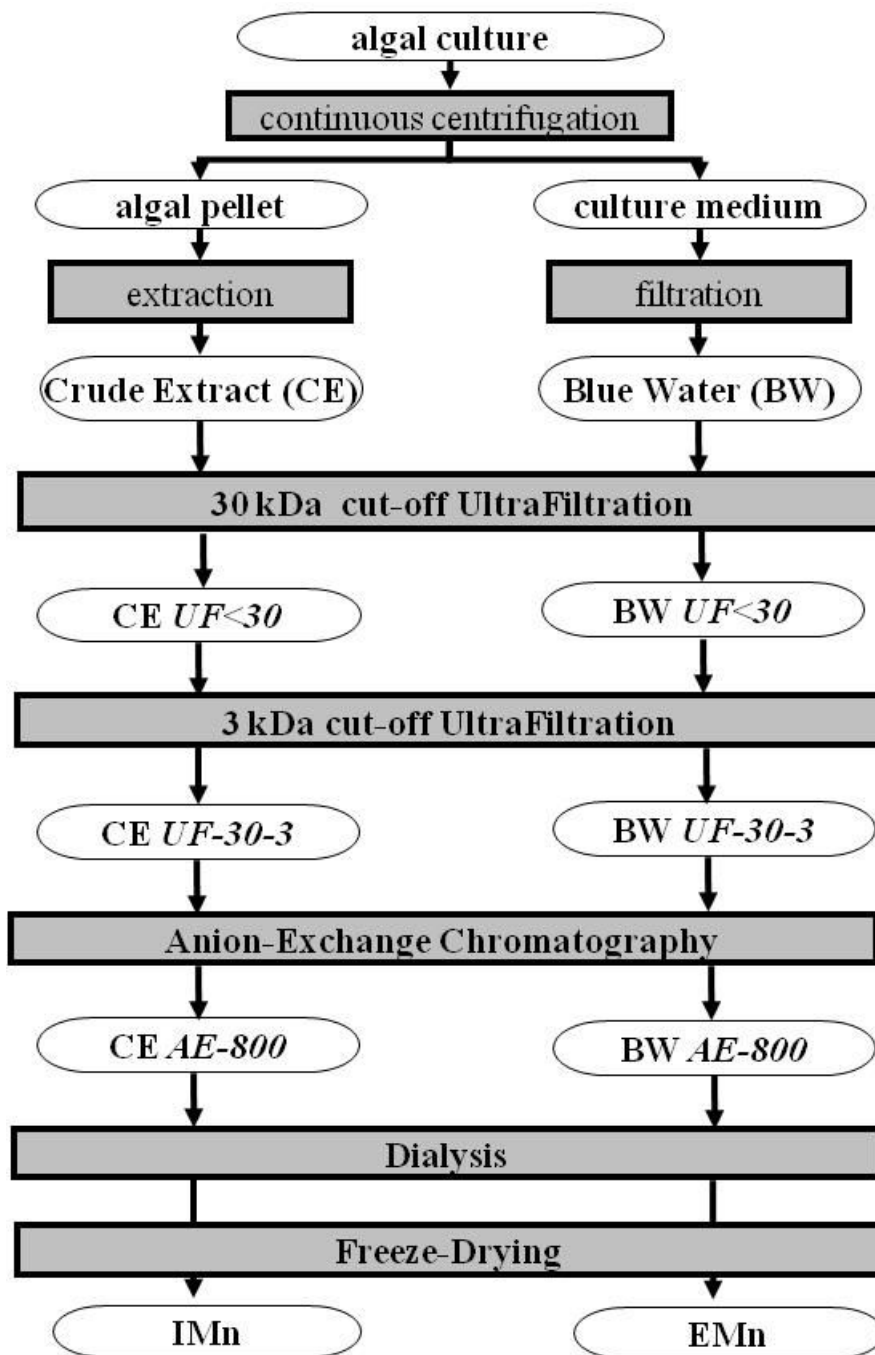 algal culture
continuous centrifugation
algal pellet
culture medium
extraction
filtration
Crude Extract (CE)
Blue Water (BW)
30 kDa cut-off UltraFiltration
CE UF<30
BW UF<30
3 kDa cut-off UltraFiltration
CE UF-30-3
BW UF-30-3
Anion-Exchange Chromatography
CE AE-800
BW AE-800
Dialysis
Freeze-Drying
IMn
EMn